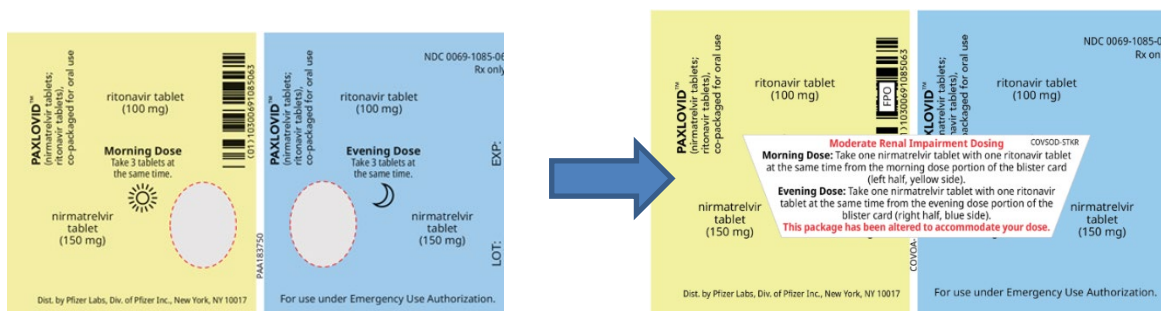 PAXLOVID™
(nirmatrelvir tablets;
ritonavir tablets),
co-packaged for oral use
ritonavir tablet
(100 mg)
(01)10300691085063
Morning Dose
Take 3 tablets at
the same time.
nirmatrelvir
tablet
(150 mg)
Dist. by Pfizer Labs, Div. of Pfizer Inc., New York, NY 10017
PAA183750
PAXLOVID™
(nirmatrelvir tablets;
ritonavir tablets),
co-packaged for oral use
NDC 0069-1085-06
Rx only
ritonavir tablet
(100 mg)
Evening Dose
Take 3 tablets at
the same time.
EXP:
nirmatrelvir
tablet
(150 mg)
LOT:
For use under Emergency Use Authorization.
PAXLOVID™
(nirmatrelvir tablets;
ritonavir tablets),
co-packaged for oral use
ritonavir tablet
(100 mg)
FPO
(01)10300691085063
PAXLOVID™
(nirmatrelvir tablets;
ritonavir tablets),
co-packaged for oral use
NDC 0069-1085-0
Rx on
ritonavir tablet
(100 mg)
Moderate Renal Impairment Dosing
COVSOD-STKR
Morning Dose: Take one nirmatrelvir tablet with one ritonavir tablet
at the same time from the morning dose portion of the blister card
(left half, yellow side).
Evening Dose: Take one nirmatrelvir tablet with one ritonavir
tablet at the same time from the evening dose portion of the
blister card (right half, blue side).
This package has been altered to accommodate your dose.
nirmatrelvir
tablet
(150 mg)
COVOA-
nirmatrelvir
tablet
(150 mg)
Dist. by Pfizer Labs, Div. of Pfizer Inc., New York, NY 10017
For use under Emergency Use Authorization.